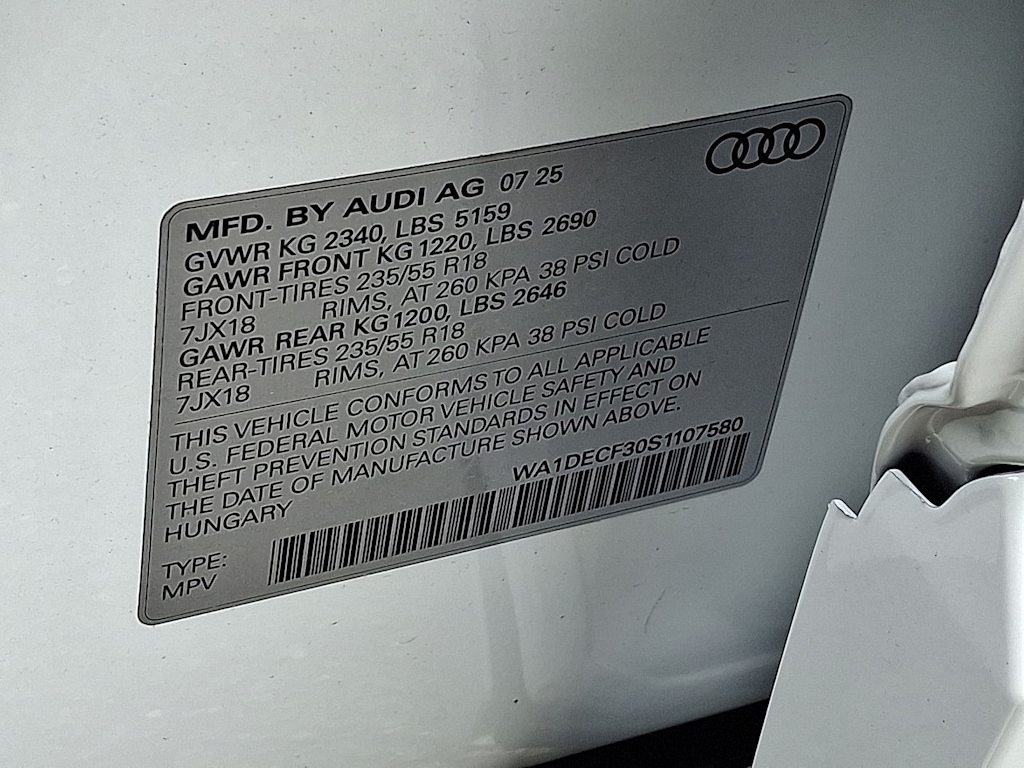 MFD. BY AUDI AG 07 25
GVWR KG 2340, LBS 5159
GAWR FRONT KG 1220, LBS 2690
FRONT-TIRES 235/55 R18
7JX18 RIMS, AT 260 KPA 38 PSI COLD
GAWR REAR KG 1200, LBS 2646
REAR-TIRES 235/55 R18
7JX18 RIMS, AT 260 KPA 38 PSI COLD
THIS VEHICLE CONFORMS TO ALL APPLICABLE
U.S. FEDERAL MOTOR VEHICLE SAFETY AND
THEFT PREVENTION STANDARDS IN EFFECT ON
THE DATE OF MANUFACTURE SHOWN ABOVE.
HUNGARY WA1DECF30S1107580
TYPE:
MPV